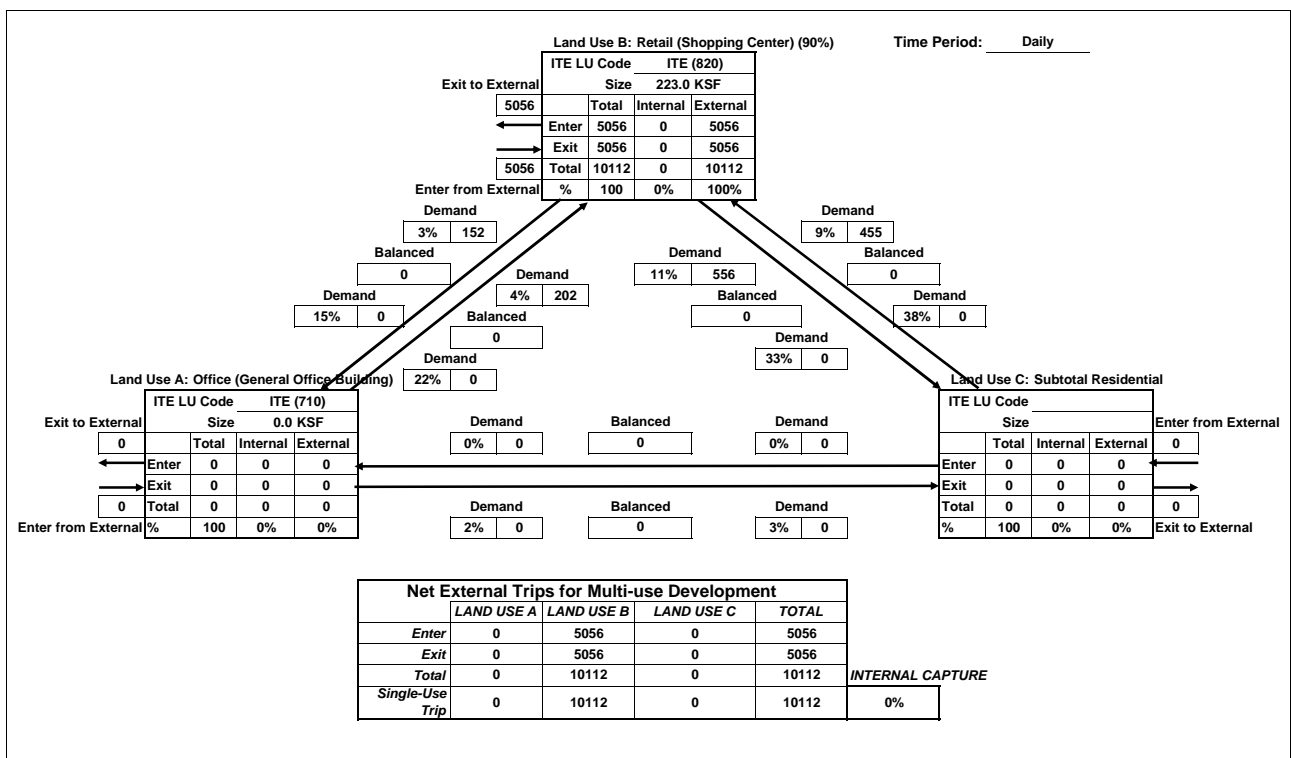 Land Use B: Retail (Shopping Center) (90%)
Time Period: Daily
ITE LU Code ITE (820)
Exit to External Size 223.0 KSF
5056 Total Internal External
Enter 5056 0 5056
Exit 5056 0 5056
5056 Total 10112 0 10112
Enter from External % 100 0% 100%
Demand Demand
3% 152 9% 455
Balanced Demand Balanced
0 11% 556 0
Demand
4% 202
Demand Balanced Demand
15% 0 0 38% 0
Balanced
0
Demand
33% 0
Demand
22% 0
Land Use A: Office (General Office Building)
ITE LU Code ITE (710)
Exit to External Size 0.0 KSF
0 Total Internal External
Enter 0 0 0
Exit 0 0 0
0 Total 0 0 0
Enter from External % 100 0% 0%
Demand Balanced Demand
0% 0 0 0% 0
Demand Balanced Demand
2% 0 0 3% 0
Land Use C: Subtotal Residential
ITE LU Code
Size Enter from External
Total Internal External 0
Enter 0 0 0
Exit 0 0 0
Total 0 0 0 0
% 100 0% 0% Exit to External
Net External Trips for Multi-use Development
LAND USE A LAND USE B LAND USE C TOTAL
Enter 0 5056 0 5056
Exit 0 5056 0 5056
Total 0 10112 0 10112 INTERNAL CAPTURE
Single-Use
Trip 0 10112 0 10112 0%